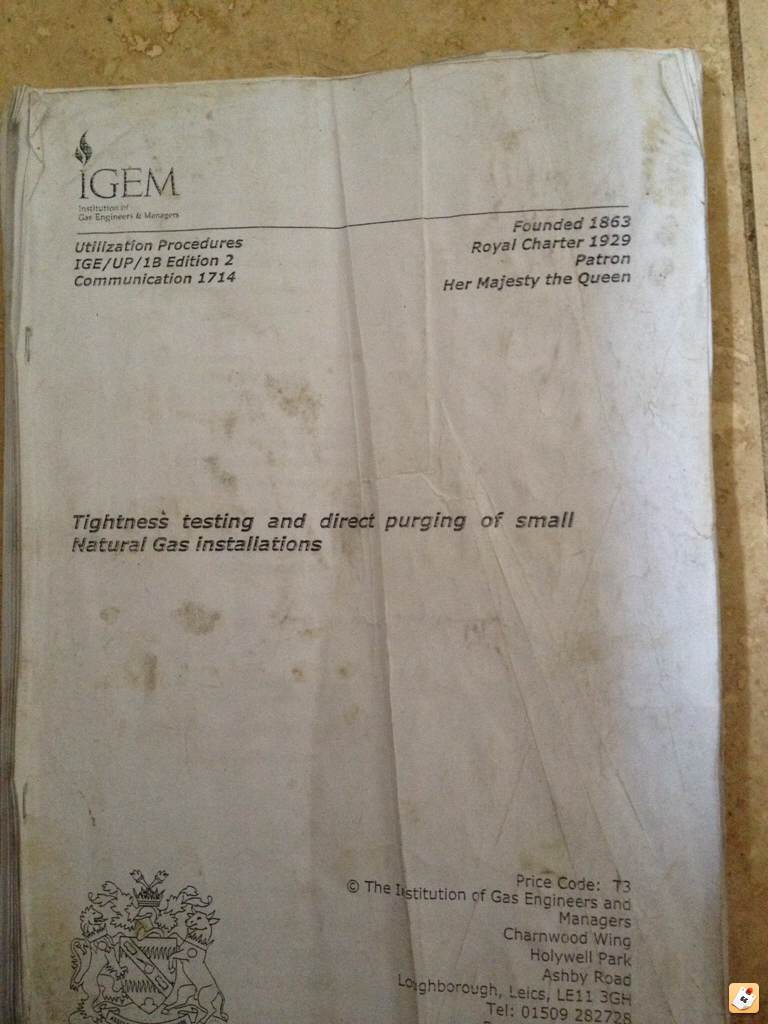 IGEM
Institution of
Gas Engineers & Managers
Utilization Procedures
IGE/UP/1B Edition 2
Communication 1714
Founded 1863
Royal Charter 1929
Patron
Her Majesty the Queen
Tightness testing and direct purging of small
Natural Gas installations
Price Code: T3
© The Institution of Gas Engineers and
Managers
Charnwood Wing
Holywell Park
Ashby Road
Loughborough, Leics, LE11 3GH
Tel: 01509 282728